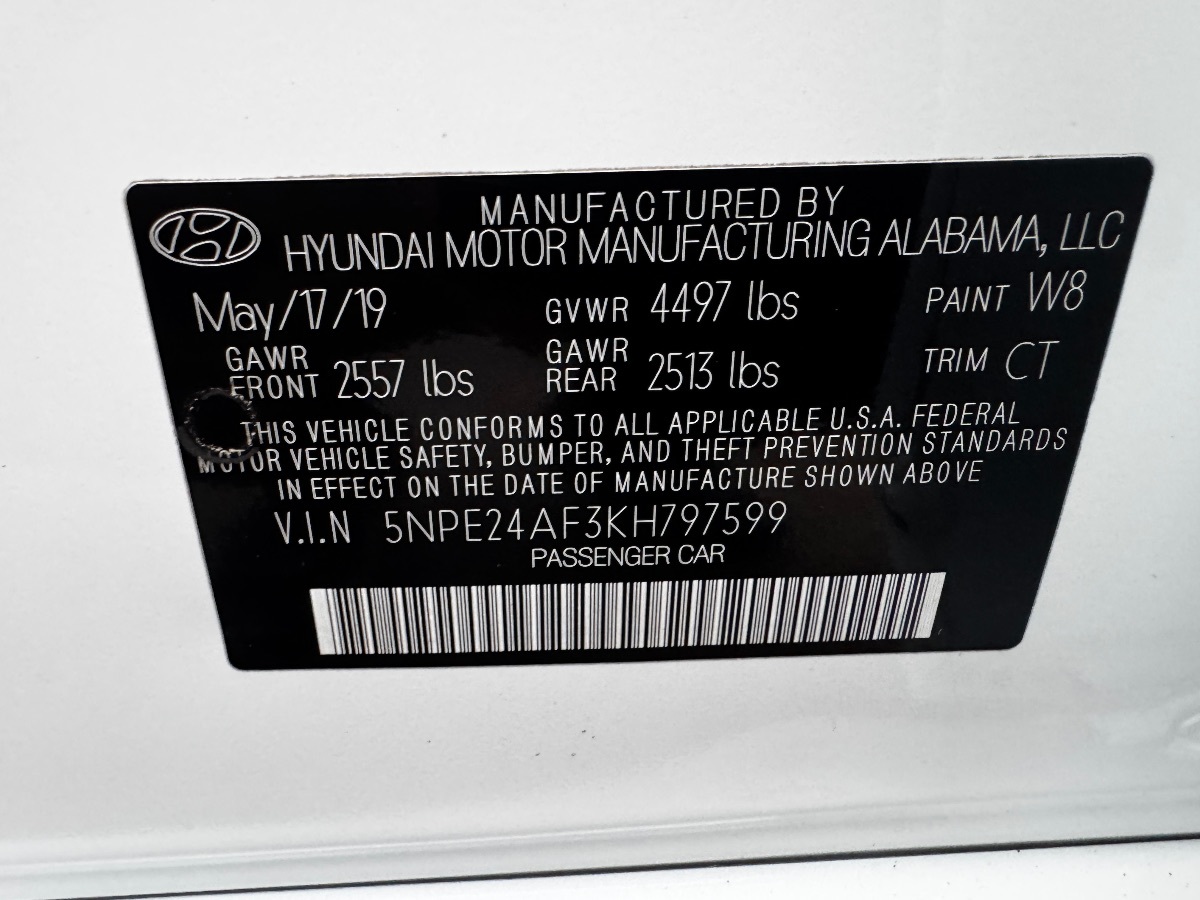 MANUFACTURED BY
HYUNDAI MOTOR MANUFACTURING ALABAMA, LLC
May/17/19 GVWR 4497 lbs PAINT W8
GAWR FRONT 2557 lbs GAWR REAR 2513 lbs TRIM CT
THIS VEHICLE CONFORMS TO ALL APPLICABLE U.S.A. FEDERAL
MOTOR VEHICLE SAFETY, BUMPER, AND THEFT PREVENTION STANDARDS
IN EFFECT ON THE DATE OF MANUFACTURE SHOWN ABOVE
V.I.N 5NPE24AF3KH797599
PASSENGER CAR